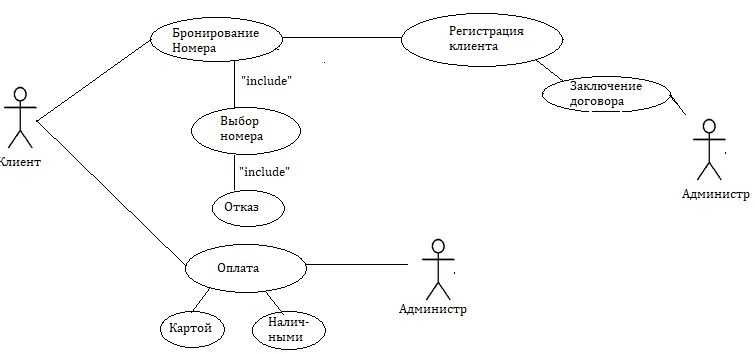 Бронирование
Номера
Регистрация
клиента
"include"
Заключение
договора
Выбор
номера
Клиент
"include"
Администр
Отказ
Оплата
Администр
Картой
Налич-
ными